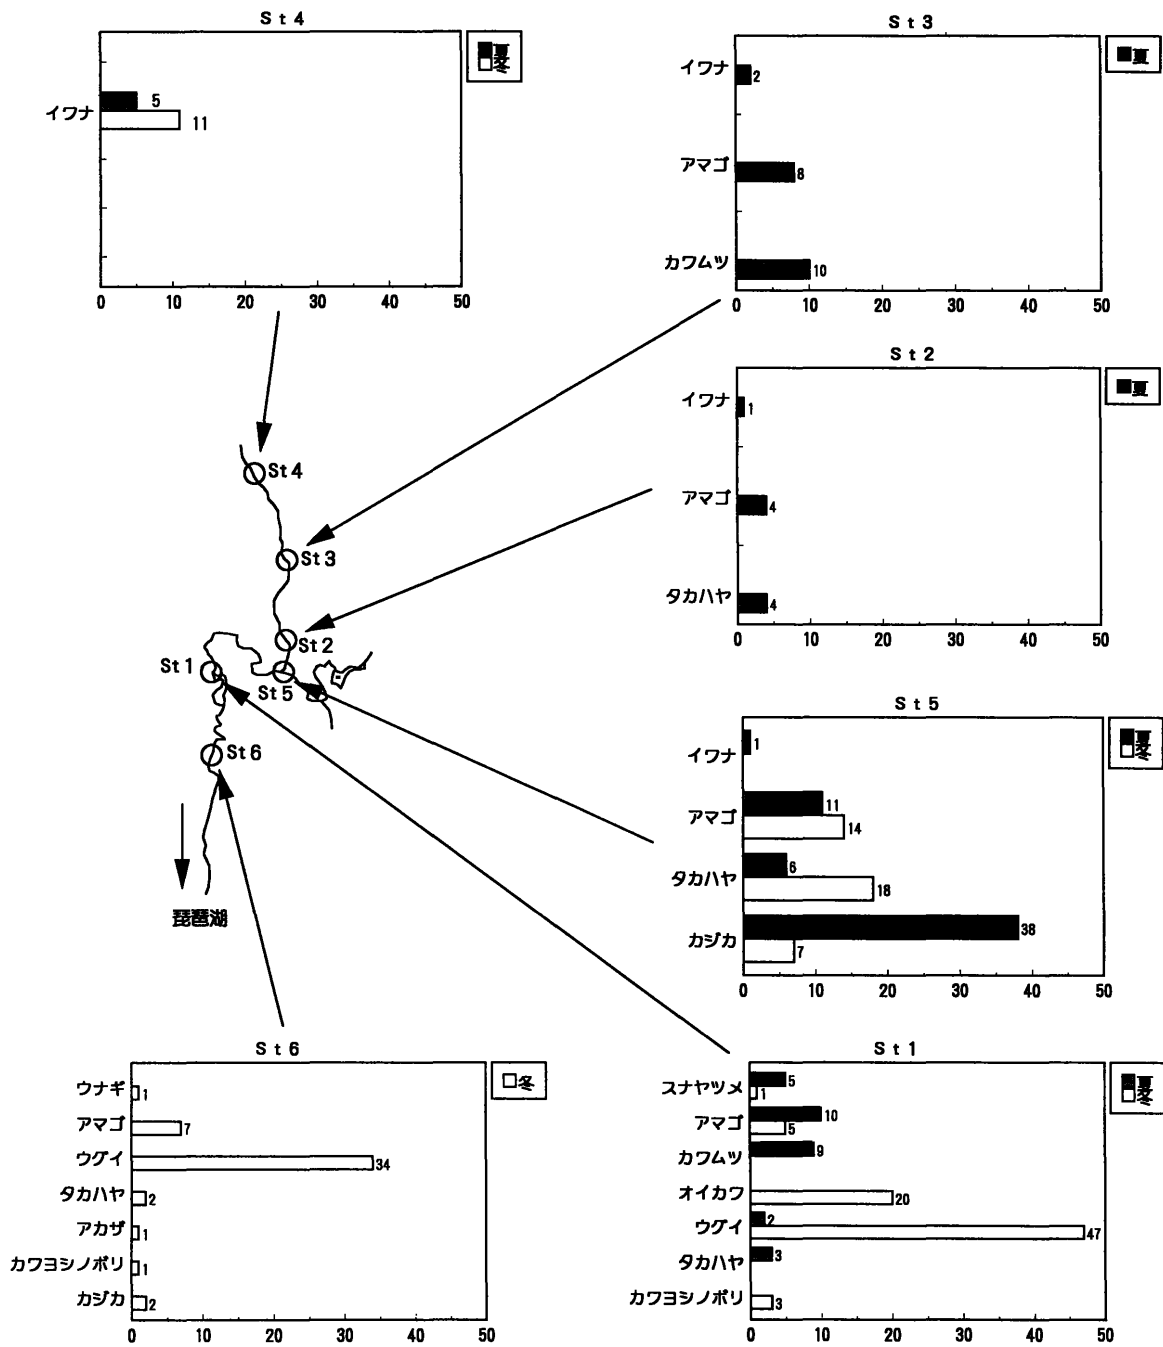 St4
夏
冬
イワナ
5
11
0 10 20 30 40 50
St3
夏
イワナ
2
アマゴ
8
カワムツ
10
0 10 20 30 40 50
St2
夏
イワナ
1
アマゴ
4
タカハヤ
4
0 10 20 30 40 50
St4
St3
St2
St1
St5
St6
琵琶湖
St5
夏
冬
イワナ
1
アマゴ
11
14
タカハヤ
6
18
カジカ
38
7
0 10 20 30 40 50
St6
冬
ウナギ
1
アマゴ
7
ウグイ
34
タカハヤ
2
アカザ
1
カワヨシノボリ
1
カジカ
2
0 10 20 30 40 50
St1
夏
冬
スナヤツメ
5
1
アマゴ
10
5
カワムツ
9
オイカワ
20
ウグイ
2
47
タカハヤ
3
カワヨシノボリ
3
0 10 20 30 40 50